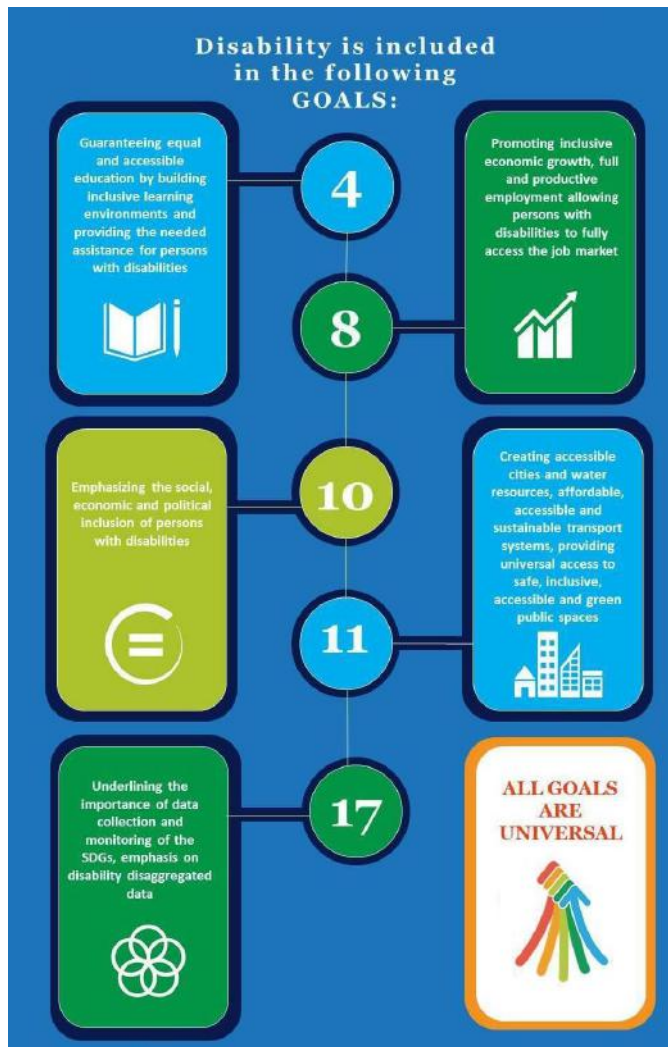 Disability is included
in the following
GOALS:
Guaranteeing equal
and accessible
education by building
inclusive learning
environments and
providing the needed
assistance for persons
with disabilities
4
Promoting inclusive
economic growth, full
and productive
employment allowing
persons with
disabilities to fully
access the job market
8
Emphasizing the social,
economic and political
inclusion of persons
with disabilities
10
Creating accessible
cities and water
resources, affordable,
accessible and
sustainable transport
systems, providing
universal access to
safe, inclusive,
accessible and green
public spaces
11
Underlining the
importance of data
collection and
monitoring of the
SDGs, emphasis on
disability disaggregated
data
17
ALL GOALS
ARE
UNIVERSAL